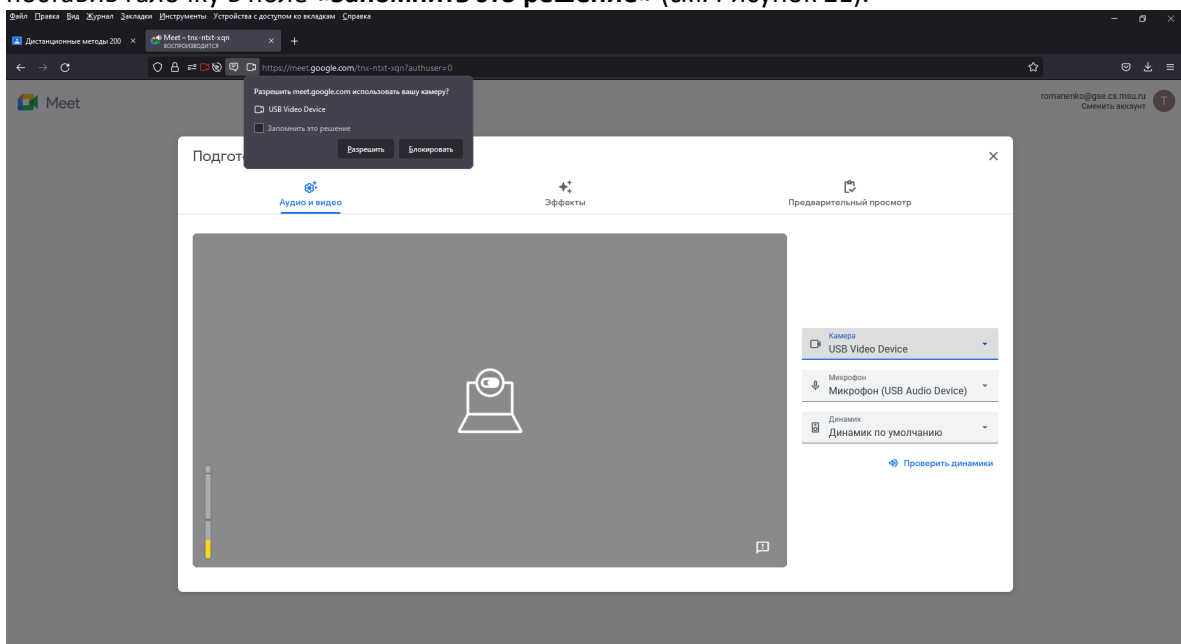 поставив галочку в поле «Запомнить это решение» (см. Рисунок 21).
Файл Правка Вид Журнал Закладки Инструменты Устройства с доступом ко вкладкам Справка
Дистанционные методы 200
Meet – tnx-ntxt-xqn
ВОСПРОИЗВОДИТСЯ
https://meet.google.com/tnx-ntxt-xqn?authuser=0
Meet
romanenko@gse.cs.msu.ru
Сменить аккаунт
T
Разрешить meet.google.com использовать вашу камеру?
USB Video Device
Запомнить это решение
Разрешить Блокировать
Подгот
Аудио и видео
Эффекты
Предварительный просмотр
Камера
USB Video Device
Микрофон
Микрофон (USB Audio Device)
Динамик
Динамик по умолчанию
Проверить динамики